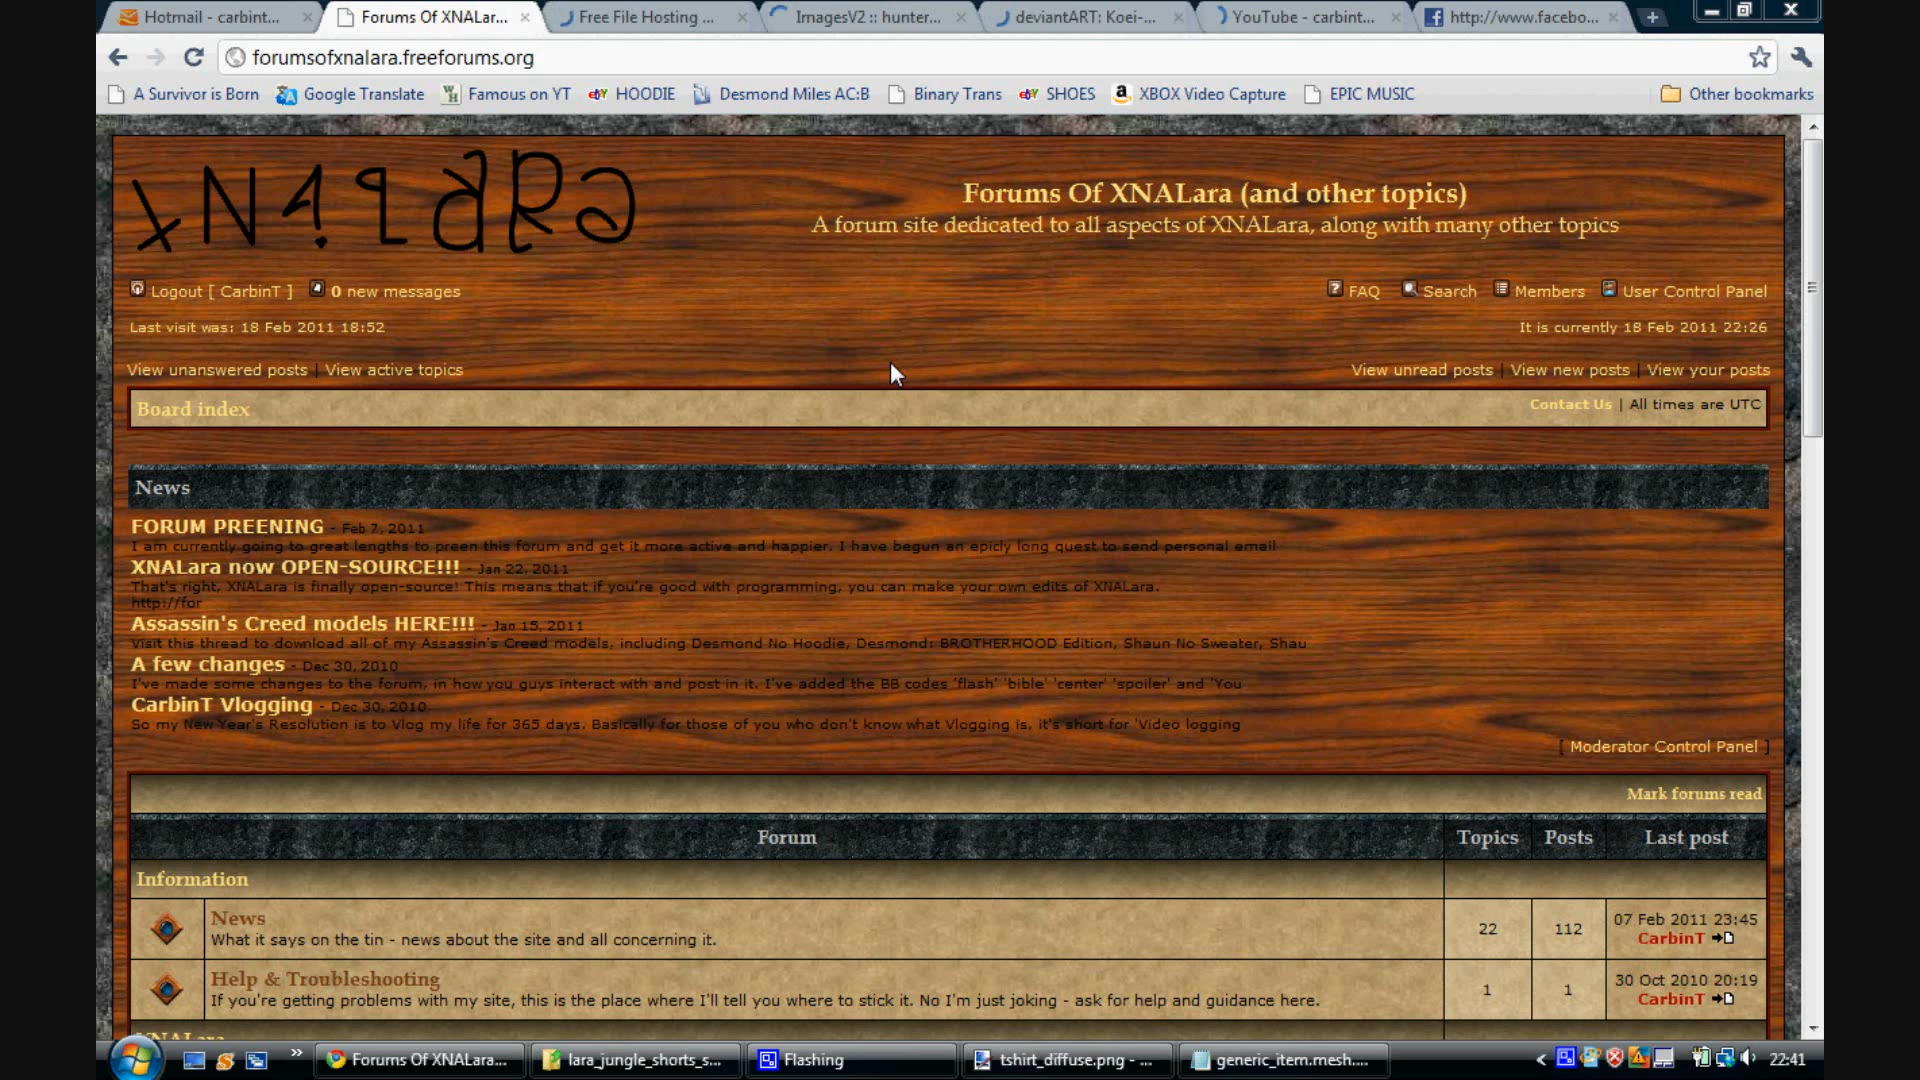 Hotmail - carbint...
Forums Of XNALar...
Free File Hosting ...
ImagesV2 :: hunter...
deviantART: Koei-...
YouTube - carbint...
http://www.facebo...
forumsofxnalara.freeforums.org
A Survivor is Born
Google Translate
Famous on YT
HOODIE
Desmond Miles AC:B
Binary Trans
SHOES
XBOX Video Capture
EPIC MUSIC
Other bookmarks
Forums Of XNALara (and other topics)
A forum site dedicated to all aspects of XNALara, along with many other topics
Logout [ CarbinT ] 0 new messages
FAQ Search Members User Control Panel
Last visit was: 18 Feb 2011 18:52
It is currently 18 Feb 2011 22:26
View unanswered posts | View active topics
View unread posts | View new posts | View your posts
Board index
Contact Us | All times are UTC
News
FORUM PREENING - Feb 7, 2011
I am currently going to great lengths to preen this forum and get it more active and happier. I have begun an epicly long quest to send personal email
XNALara now OPEN-SOURCE!!! - Jan 22, 2011
That's right, XNALara is finally open-source! This means that if you're good with programming, you can make your own edits of XNALara.
http://for
Assassin's Creed models HERE!!! - Jan 15, 2011
Visit this thread to download all of my Assassin's Creed models, including Desmond No Hoodie, Desmond: BROTHERHOOD Edition, Shaun No Sweater, Shau
A few changes - Dec 30, 2010
I've made some changes to the forum, in how you guys interact with and post in it. I've added the BB codes 'flash' 'bible' 'center' 'spoiler' and 'You
CarbinT Vlogging - Dec 30, 2010
So my New Year's Resolution is to Vlog my life for 365 days. Basically for those of you who don't know what Vlogging is, it's short for 'Video logging
[ Moderator Control Panel ]
Mark forums read
Forum Topics Posts Last post
Information
News
What it says on the tin - news about the site and all concerning it.
22
112
07 Feb 2011 23:45
CarbinT
Help & Troubleshooting
If you're getting problems with my site, this is the place where I'll tell you where to stick it. No I'm just joking - ask for help and guidance here.
1
1
30 Oct 2010 20:19
CarbinT
XNALara
Forums Of XNALara...
lara_jungle_shorts_s...
Flashing
tshirt_diffuse.png - ...
generic_item.mesh....
22:41